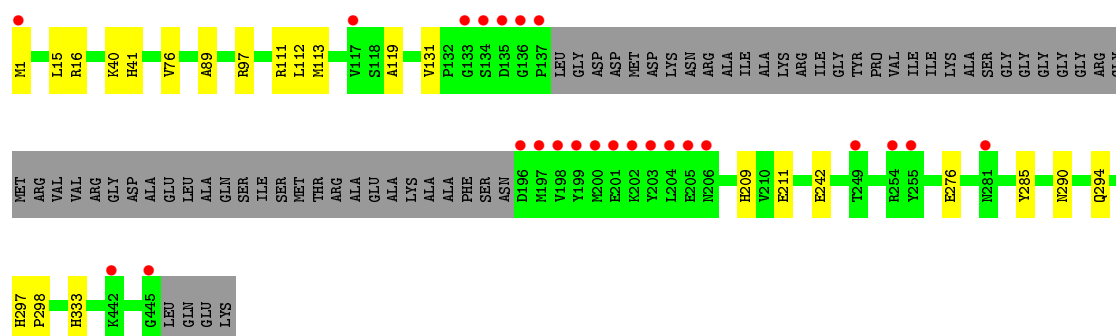 M1 L15 R16 K40 H41 V76 A89 R97 R111 L112 M113 V117 S118 A119 V131 P132 G133 S134 D135 G136 P137 LEU GLY ASP ASP MET ASP LYS ASN ARG ALA ILE ALA LYS ARG ILE GLY TYR PRO VAL ILE ILE LYS ALA SER GLY GLY GLY GLY GLY ARG GLY
MET ARG VAL VAL ARG GLY ASP ALA GLU LEU ALA GLN SER ILE SER MET THR ARG ALA GLU ALA LYS ALA ALA PHE SER ASN D196 M197 V198 Y199 M200 E201 K202 Y203 L204 E205 N206 H209 V210 E211 E242 T249 R254 Y255 E276 N281 Y285 N290 Q294
H297 P298 H333 K442 G445 LEU GLN GLU LYS